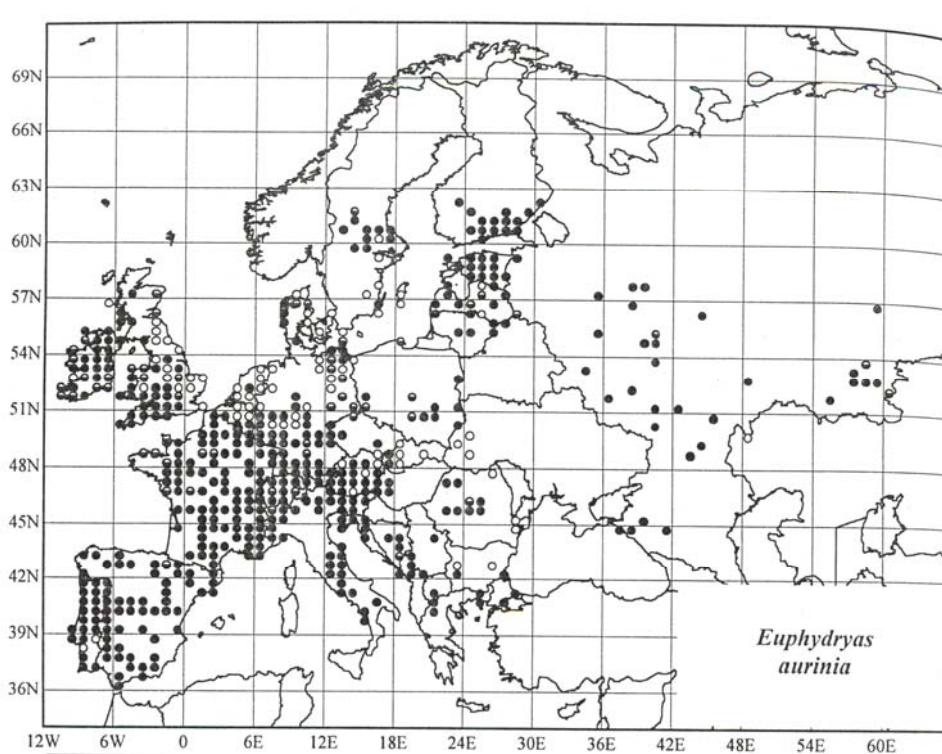 69N
66N
63N
60N
57N
54N
51N
48N
45N
42N
39N
36N
Euphydryas
aurinia
12W 6W 0 6E 12E 18E 24E 30E 36E 42E 48E 54E 60E